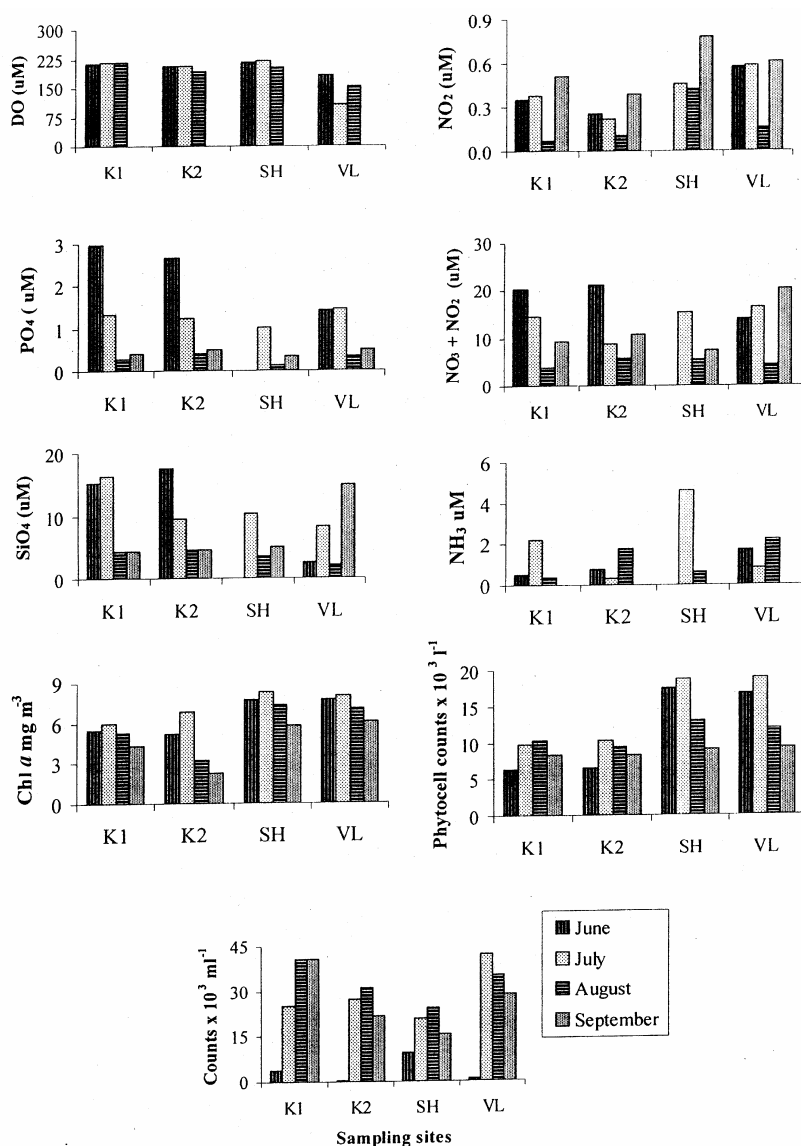 DO (uM)
300
225
150
75
0
K1 K2 SH VL
NO₂ (uM)
0.9
0.6
0.3
0.0
K1 K2 SH VL
PO₄ ( uM)
3
2
1
0
K1 K2 SH VL
NO₃ + NO₂ (uM)
30
20
10
0
K1 K2 SH VL
SiO₄ (uM)
20
10
0
K1 K2 SH VL
NH₃ uM
6
4
2
0
K1 K2 SH VL
Chl a mg m⁻³
9
6
3
0
K1 K2 SH VL
Phytocell counts x 10³ l⁻¹
20
15
10
5
0
K1 K2 SH VL
Counts x 10³ ml⁻¹
45
30
15
0
K1 K2 SH VL
Sampling sites
June
July
August
September